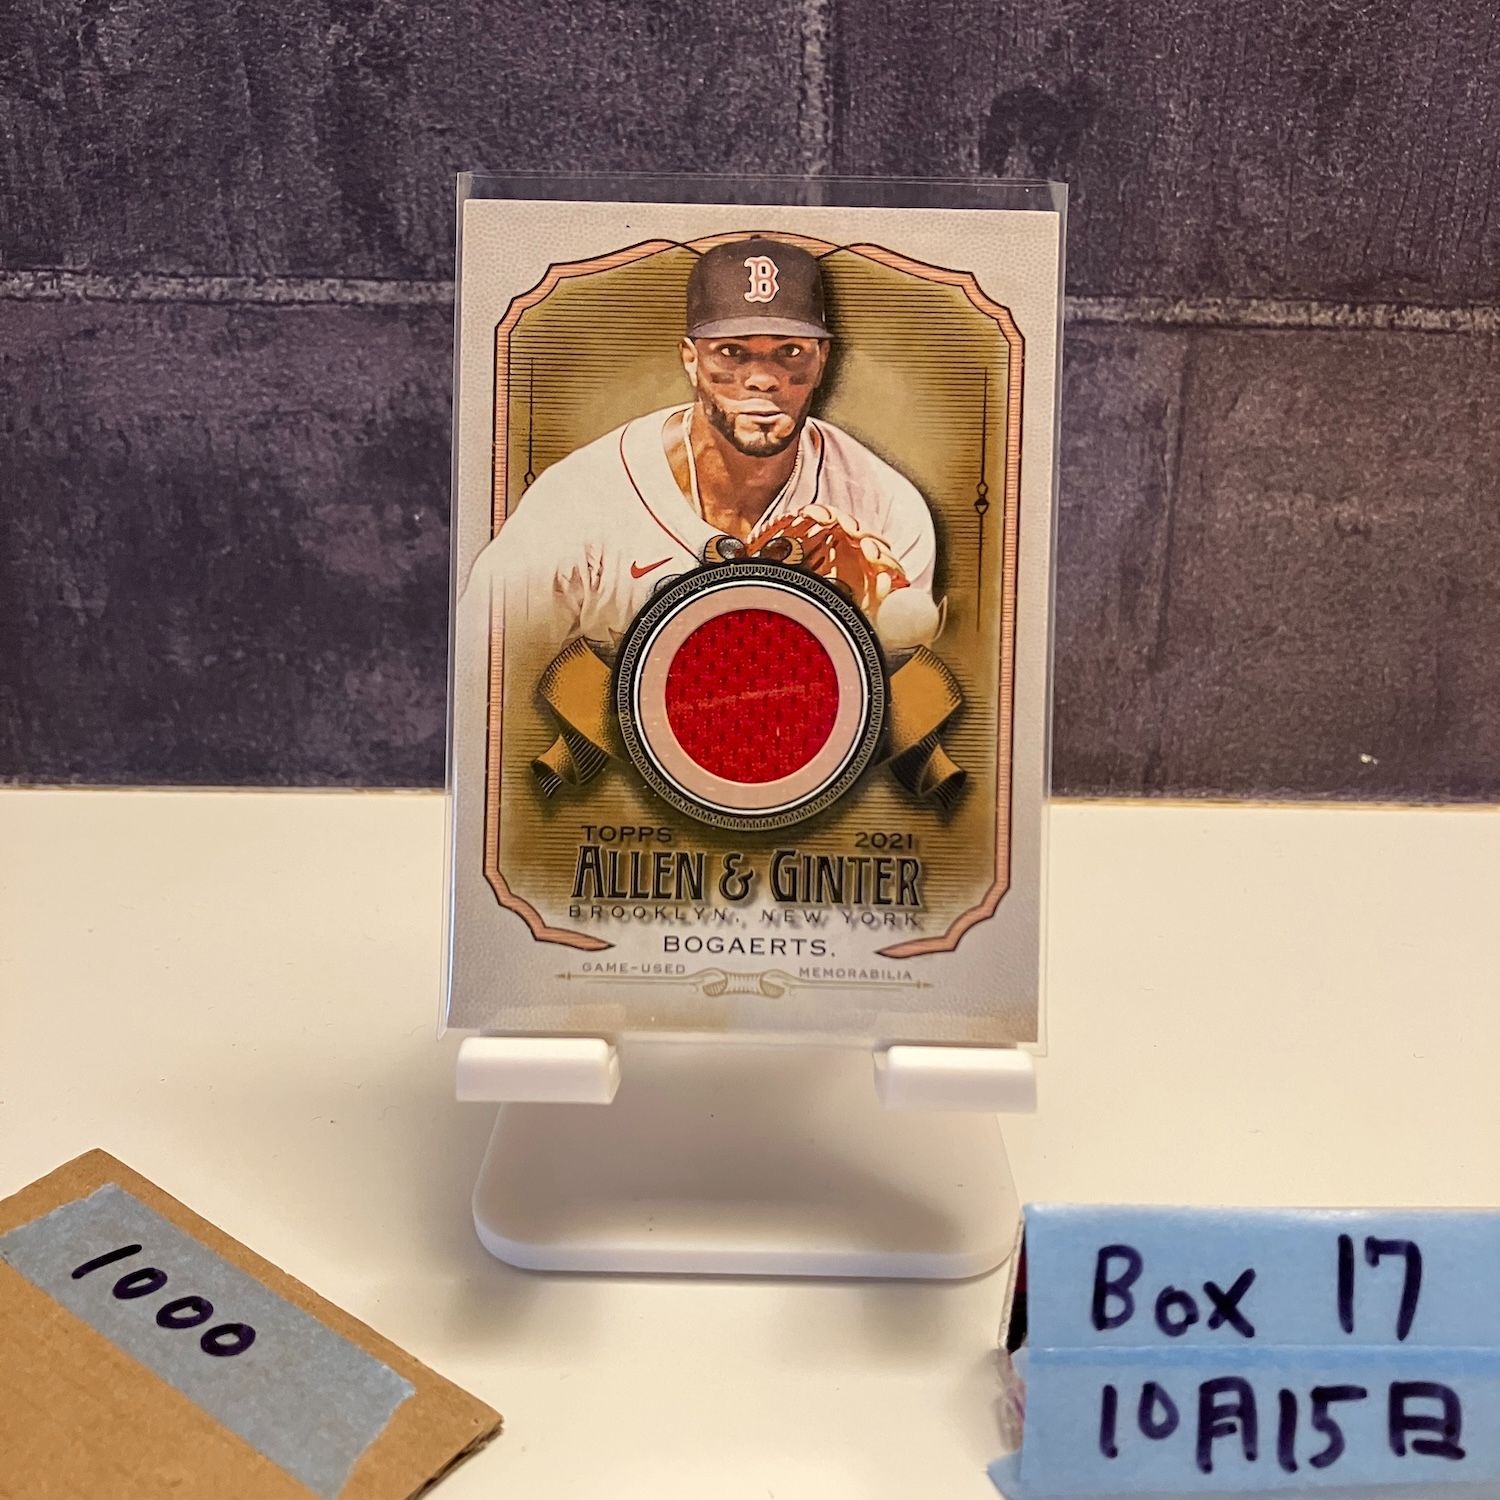 B
TOPPS 2021
ALLEN & GINTER
BROOKLYN, NEW YORK
BOGAERTS.
GAME-USED MEMORABILIA
1000
Box 17
10月15日